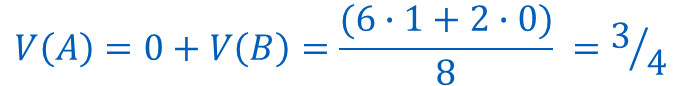 V(A) = 0 + V(B) = (6 · 1 + 2 · 0)/8 = 3/4